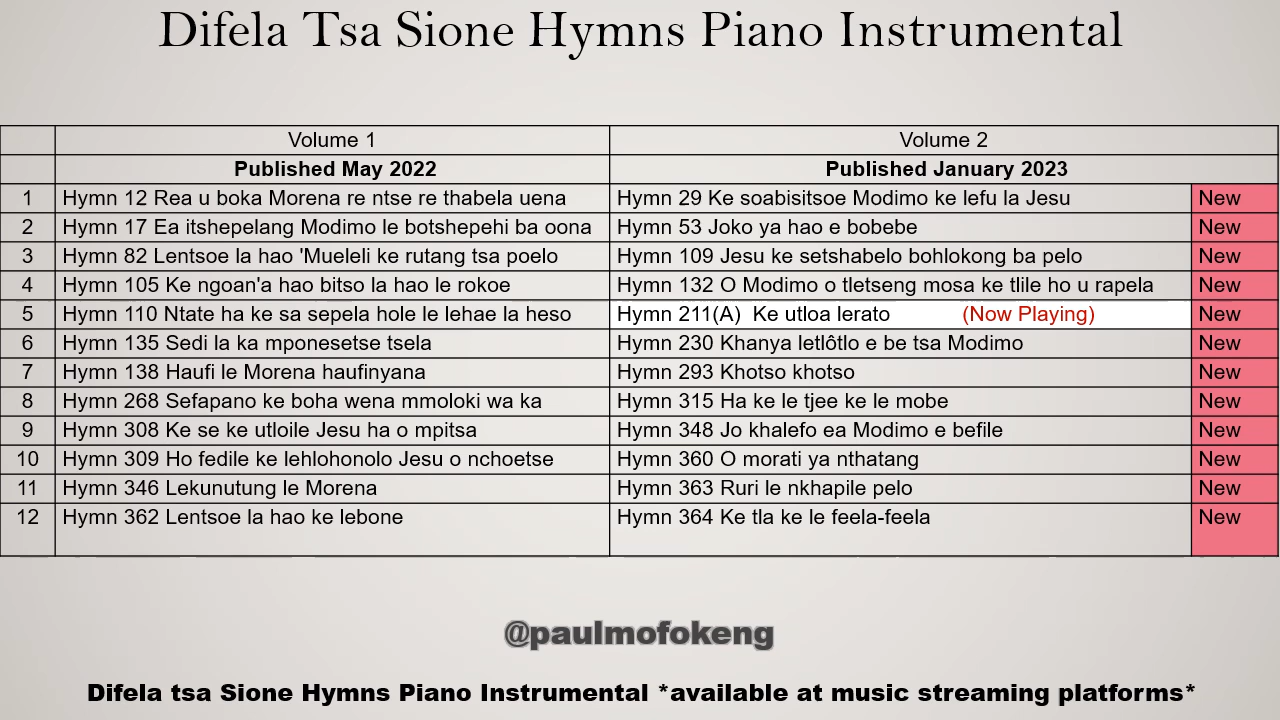 Difela Tsa Sione Hymns Piano Instrumental
Volume 1 Volume 2
Published May 2022 Published January 2023
1 Hymn 12 Rea u boka Morena re ntse re thabela uena Hymn 29 Ke soabisitsoe Modimo ke lefu la Jesu New
2 Hymn 17 Ea itshepelang Modimo le botshepehi ba oona Hymn 53 Joko ya hao e bobebe New
3 Hymn 82 Lentsoe la hao 'Mueleli ke rutang tsa poelo Hymn 109 Jesu ke setshabelo bohlokong ba pelo New
4 Hymn 105 Ke ngoan'a hao bitso la hao le rokoe Hymn 132 O Modimo o tletseng mosa ke tlile ho u rapela New
5 Hymn 110 Ntate ha ke sa sepela hole le lehae la heso Hymn 211(A) Ke utloa lerato (Now Playing) New
6 Hymn 135 Sedi la ka mponesetse tsela Hymn 230 Khanya letlôtlo e be tsa Modimo New
7 Hymn 138 Haufi le Morena haufinyana Hymn 293 Khotso khotso New
8 Hymn 268 Sefapano ke boha wena mmoloki wa ka Hymn 315 Ha ke le tjee ke le mobe New
9 Hymn 308 Ke se ke utloile Jesu ha o mpitsa Hymn 348 Jo khalefo ea Modimo e befile New
10 Hymn 309 Ho fedile ke lehlohonolo Jesu o nchoetse Hymn 360 O morati ya nthatang New
11 Hymn 346 Lekunutung le Morena Hymn 363 Ruri le nkhapile pelo New
12 Hymn 362 Lentsoe la hao ke lebone Hymn 364 Ke tla ke le feela-feela New
@paulmofokeng
Difela tsa Sione Hymns Piano Instrumental *available at music streaming platforms*